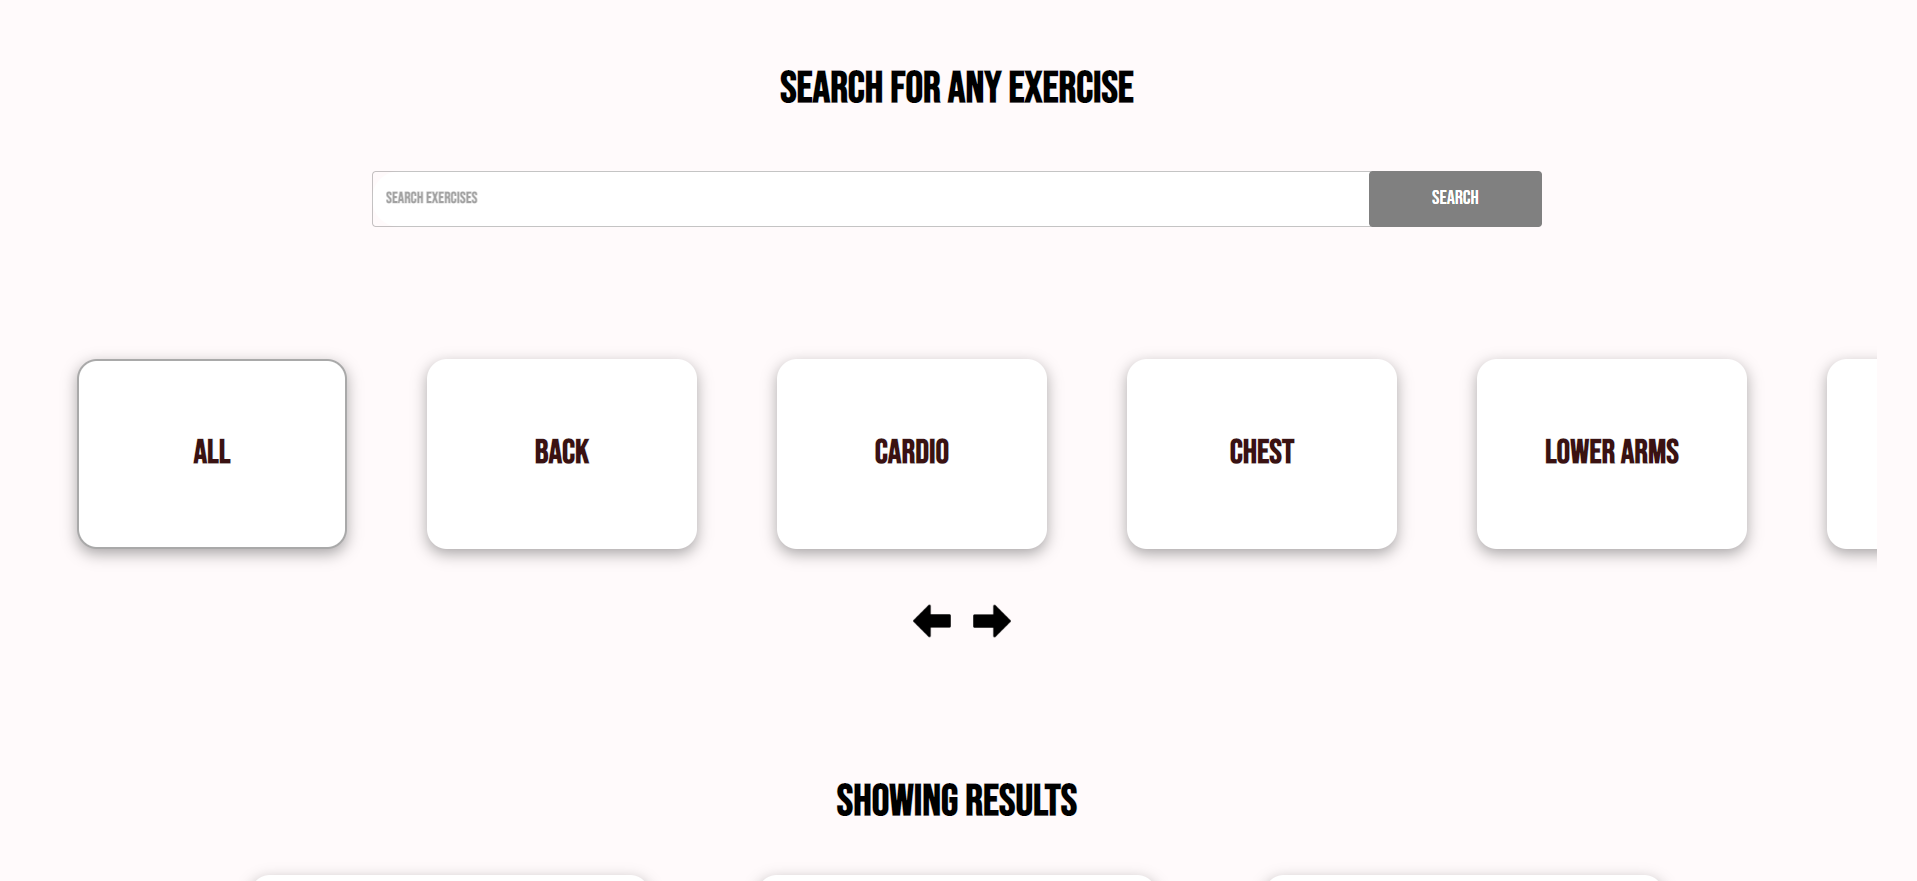 SEARCH FOR ANY EXERCISE
SEARCH EXERCISES
SEARCH
ALL
BACK
CARDIO
CHEST
LOWER ARMS
SHOWING RESULTS